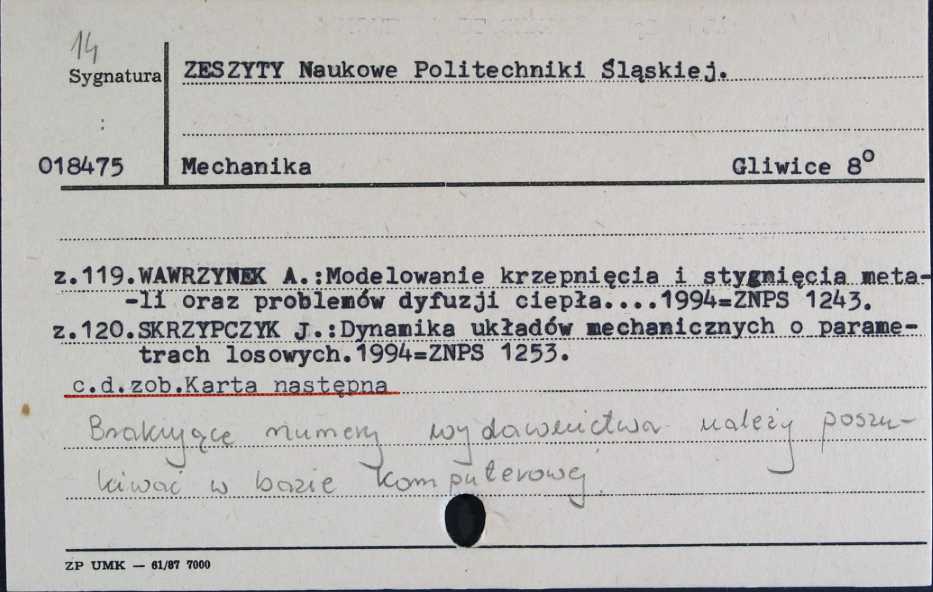 14
Sygnatura
ZESZYTY Naukowe Politechniki Śląskiej.
:
018475
Mechanika
Gliwice 8º
z.119.WAWRZYNEK A.:Modelowanie krzepnięcia i stygnięcia meta-
-li oraz problemów dyfuzji ciepła....1994=ZNPS 1243.
z.120.SKRZYPCZYK J.:Dynamika układów mechanicznych o parame-
trach losowych.1994=ZNPS 1253.
c.d.zob.Karta następna
Brakujące numery wydawnictwa należy poszu-
kiwać w bazie komputerowej.
ZP UMK — 61/87 7000